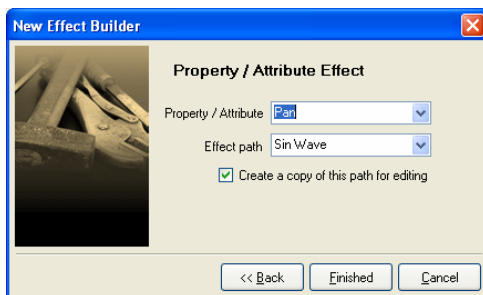 New Effect Builder
Property / Attribute Effect
Property / Attribute Pan
Effect path Sin Wave
Create a copy of this path for editing
<< Back Finished Cancel